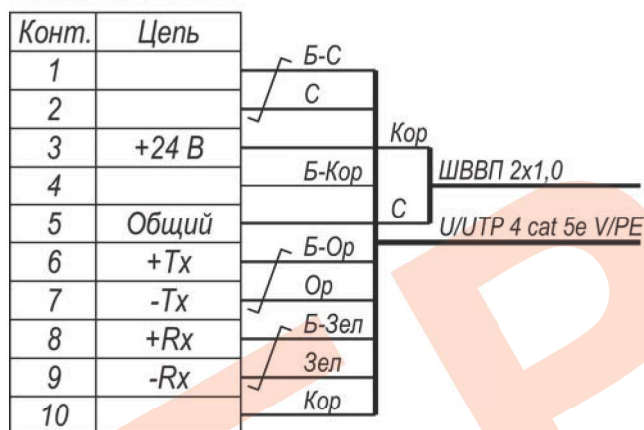 Конт. Цепь
1 Б-С
2 С
3 +24 В Кор
4 Б-Кор ШВВП 2х1,0
5 Общий С
U/UTP 4 cat 5e V/PE
6 +Tx Б-Ор
7 -Tx Ор
8 +Rx Б-Зел
9 -Rx Зел
10 Кор